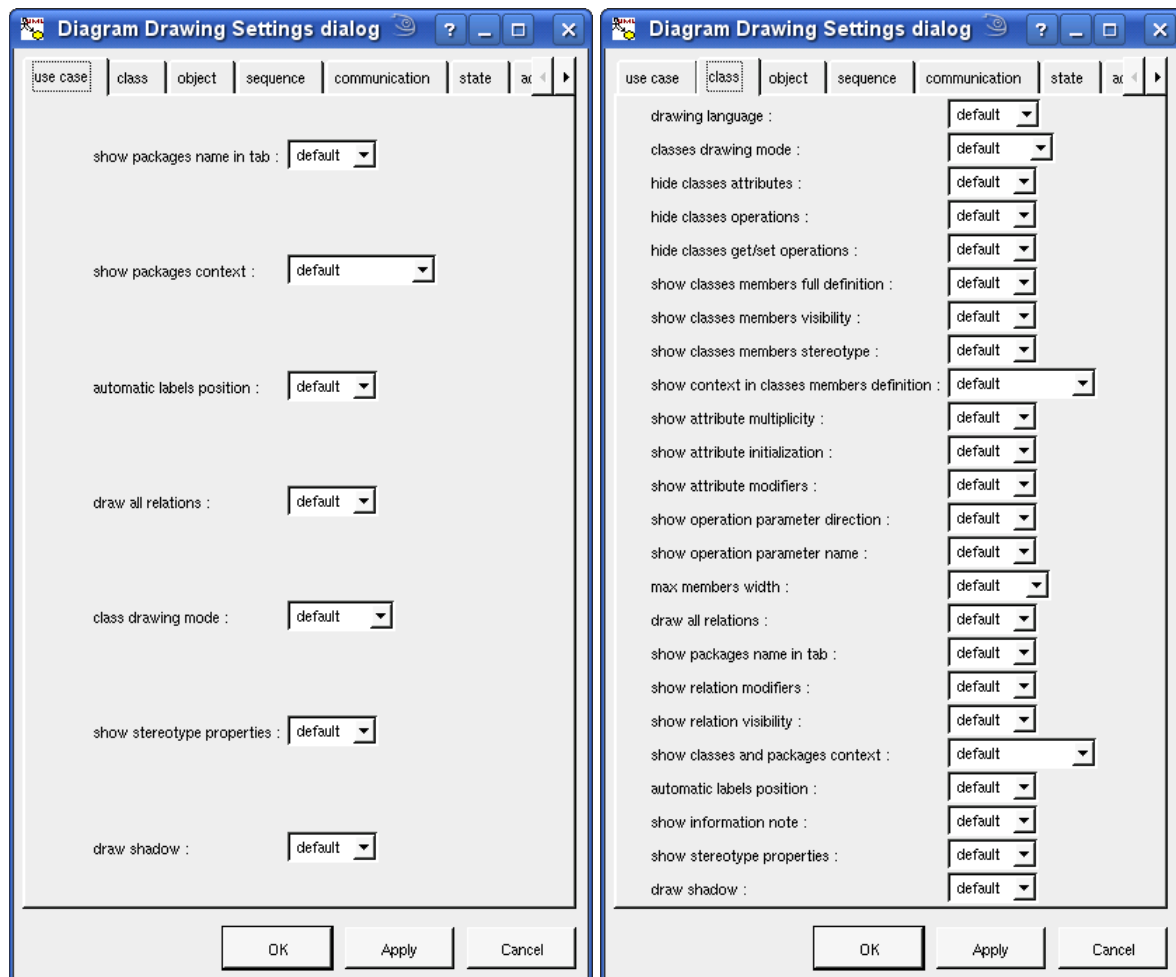 Diagram Drawing Settings dialog
use case class object sequence communication state
show packages name in tab : default
show packages context : default
automatic labels position : default
draw all relations : default
class drawing mode : default
show stereotype properties : default
draw shadow : default
OK Apply Cancel
Diagram Drawing Settings dialog
use case class object sequence communication state
drawing language : default
classes drawing mode : default
hide classes attributes : default
hide classes operations : default
hide classes get/set operations : default
show classes members full definition : default
show classes members visibility : default
show classes members stereotype : default
show context in classes members definition : default
show attribute multiplicity : default
show attribute initialization : default
show attribute modifiers : default
show operation parameter direction : default
show operation parameter name : default
max members width : default
draw all relations : default
show packages name in tab : default
show relation modifiers : default
show relation visibility : default
show classes and packages context : default
automatic labels position : default
show information note : default
show stereotype properties : default
draw shadow : default
OK Apply Cancel